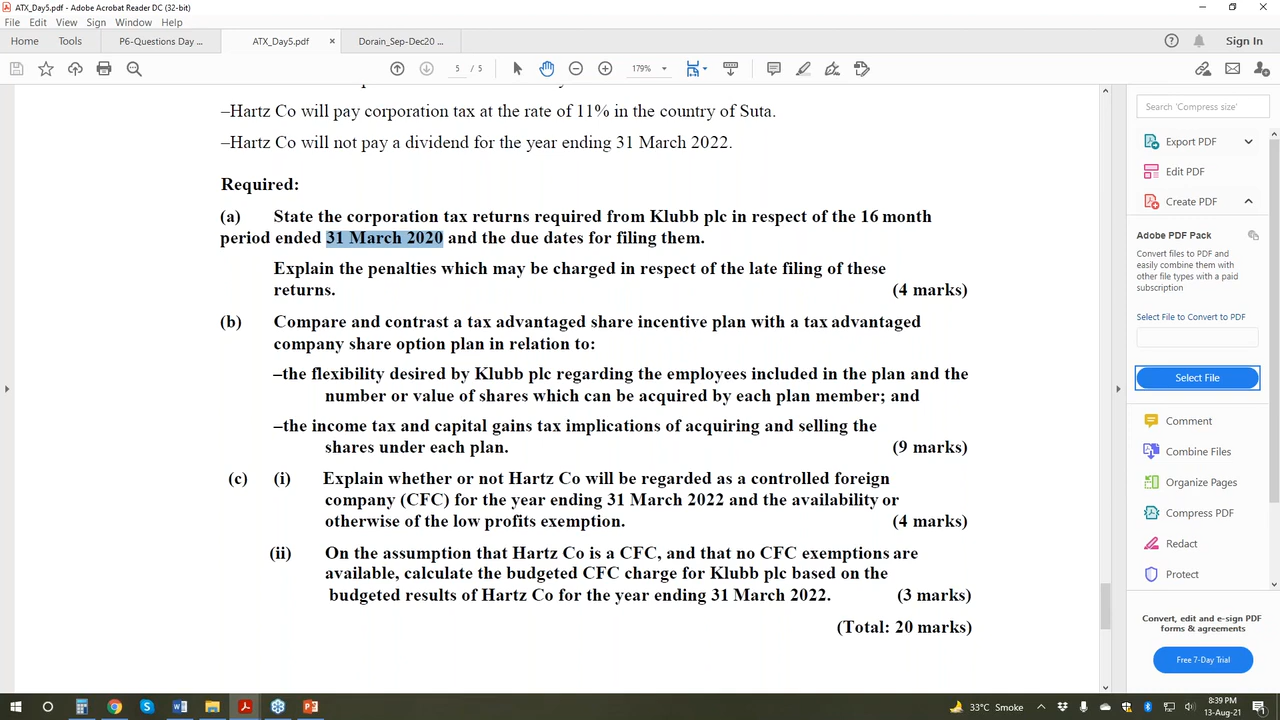 ATX_Day5.pdf - Adobe Acrobat Reader DC (32-bit)
File Edit View Sign Window Help
Home Tools P6-Questions Day ... ATX_Day5.pdf × Dorain_Sep-Dec20 ... Sign In
5 / 5 179%
–Hartz Co will pay corporation tax at the rate of 11% in the country of Suta.
–Hartz Co will not pay a dividend for the year ending 31 March 2022.
Required:
(a) State the corporation tax returns required from Klubb plc in respect of the 16 month
period ended 31 March 2020 and the due dates for filing them.
Explain the penalties which may be charged in respect of the late filing of these
returns. (4 marks)
(b) Compare and contrast a tax advantaged share incentive plan with a tax advantaged
company share option plan in relation to:
–the flexibility desired by Klubb plc regarding the employees included in the plan and the
number or value of shares which can be acquired by each plan member; and
–the income tax and capital gains tax implications of acquiring and selling the
shares under each plan. (9 marks)
(c) (i) Explain whether or not Hartz Co will be regarded as a controlled foreign
company (CFC) for the year ending 31 March 2022 and the availability or
otherwise of the low profits exemption. (4 marks)
(ii) On the assumption that Hartz Co is a CFC, and that no CFC exemptions are
available, calculate the budgeted CFC charge for Klubb plc based on the
budgeted results of Hartz Co for the year ending 31 March 2022. (3 marks)
(Total: 20 marks)
Search 'Compress size'
Export PDF
Edit PDF
Create PDF
Adobe PDF Pack
Convert files to PDF and
easily combine them with
other file types with a paid
subscription
Select File to Convert to PDF
Select File
Comment
Combine Files
Organize Pages
Compress PDF
Redact
Protect
Convert, edit and e-sign PDF
forms & agreements
Free 7-Day Trial
33°C Smoke
8:39 PM
13-Aug-21